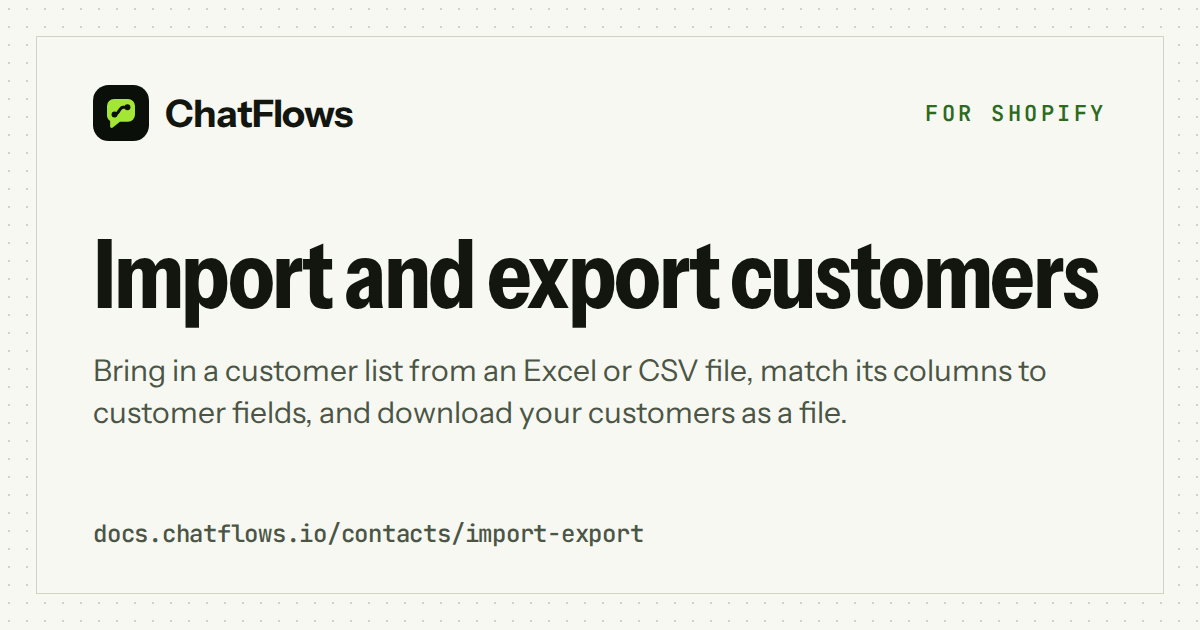 ChatFlows
FOR SHOPIFY
Import and export customers
Bring in a customer list from an Excel or CSV file, match its columns to
customer fields, and download your customers as a file.
docs.chatflows.io/contacts/import-export